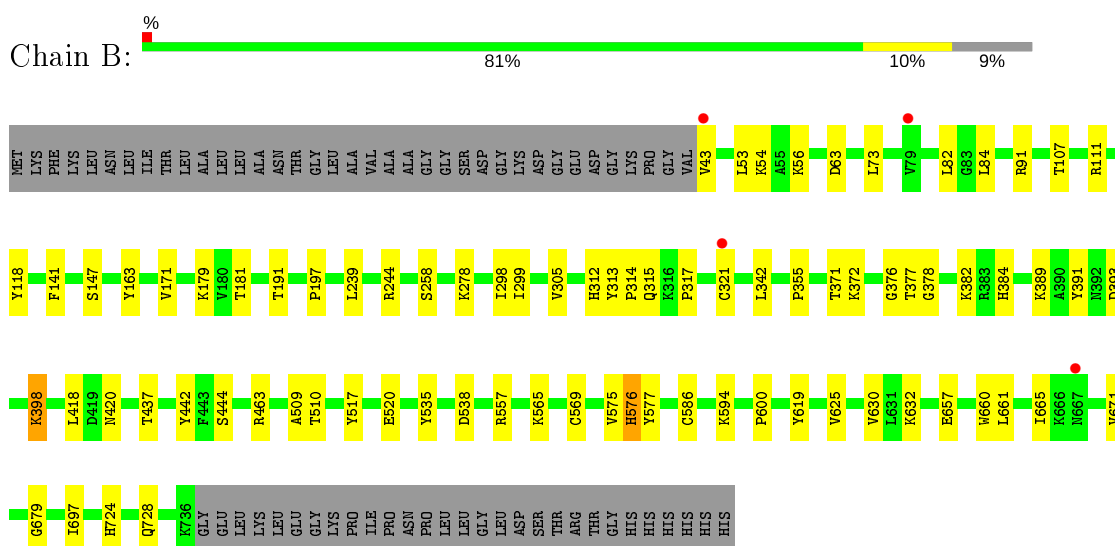 %
Chain B:
81% 10% 9%
MET LYS PHE LYS LEU ASN LEU ILE THR LEU ALA LEU LEU ALA ASN THR GLY LEU ALA VAL ALA ALA GLY GLY SER ASP GLY LYS ASP GLY GLU ASP GLY LYS PRO GLY VAL V43 L53 K54 A55 K56 D63 L73 V79 L82 G83 L84 R91 T107 R111
Y118 F141 S147 Y163 V171 K179 V180 T181 T191 P197 L239 R244 S258 K278 I298 I299 V305 H312 Y313 P314 Q315 K316 P317 C321 L342 P355 T371 K372 G376 T377 G378 K382 R383 H384 K389 A390 Y391 N392 D393
K398 L418 D419 N420 T437 Y442 F443 S444 R463 A509 T510 Y517 E520 Y535 D538 R557 K565 C569 V575 H576 Y577 C586 K594 P600 Y619 V625 V630 L631 K632 E657 W660 L661 I665 K666 N667
G679 I697 H724 Q728 K736 GLY GLU LEU LYS LEU GLU GLY LYS PRO ILE PRO ASN PRO LEU LEU GLY LEU ASP SER THR ARG THR GLY HIS HIS HIS HIS HIS HIS